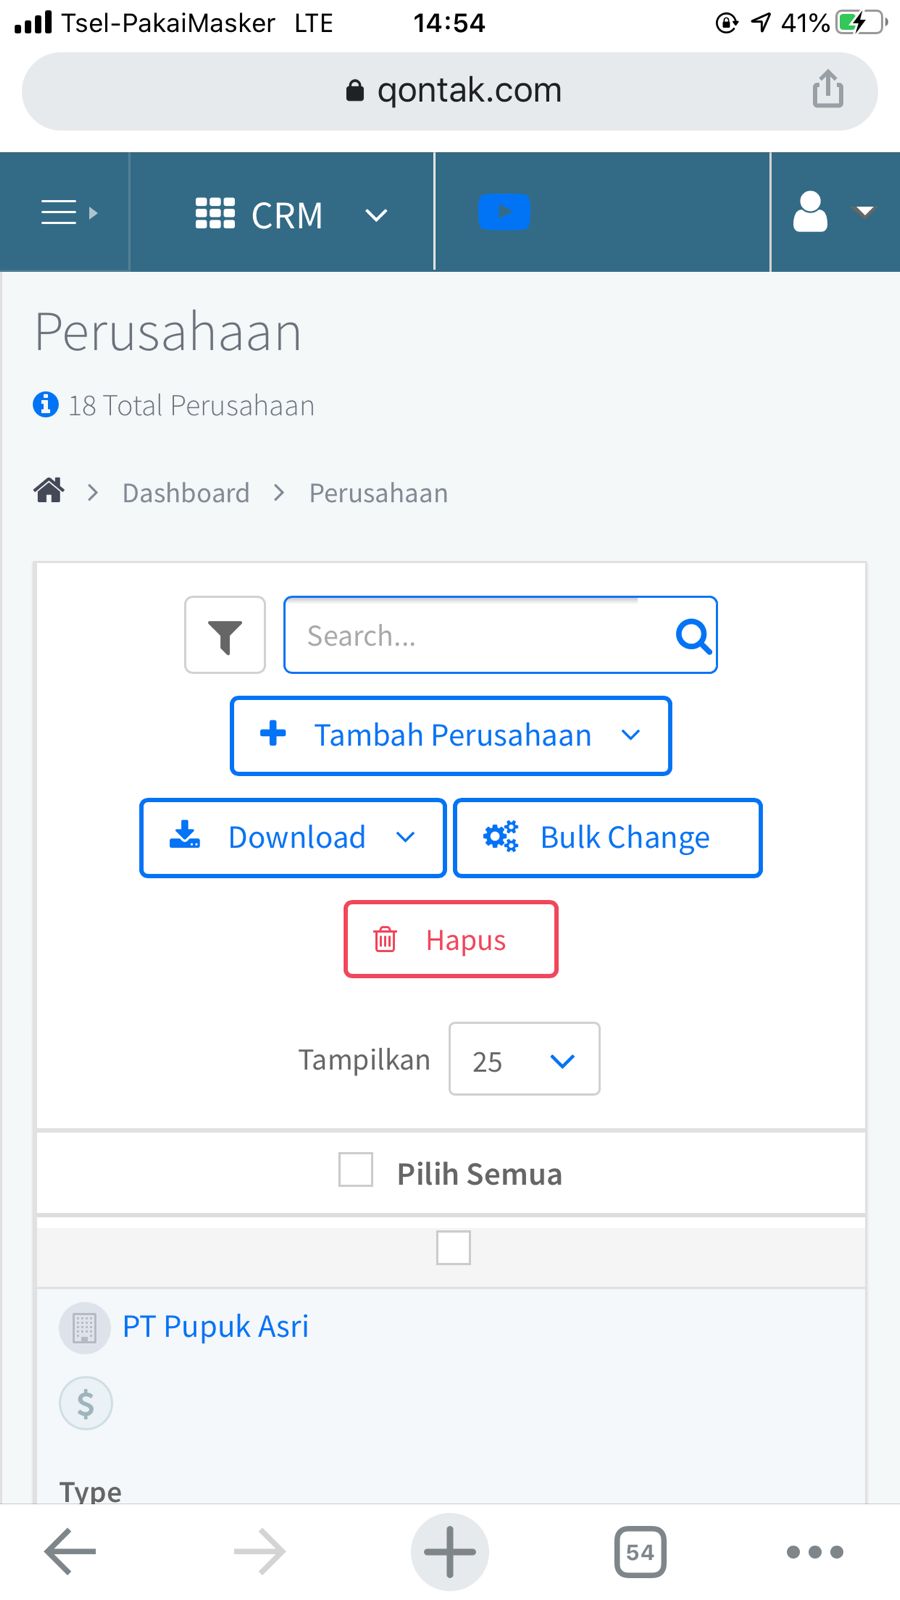 Tsel-PakaiMasker LTE 14:54 41%
qontak.com
CRM
Perusahaan
18 Total Perusahaan
Dashboard > Perusahaan
Search...
Tambah Perusahaan
Download
Bulk Change
Hapus
Tampilkan 25
Pilih Semua
PT Pupuk Asri
$
Type
54